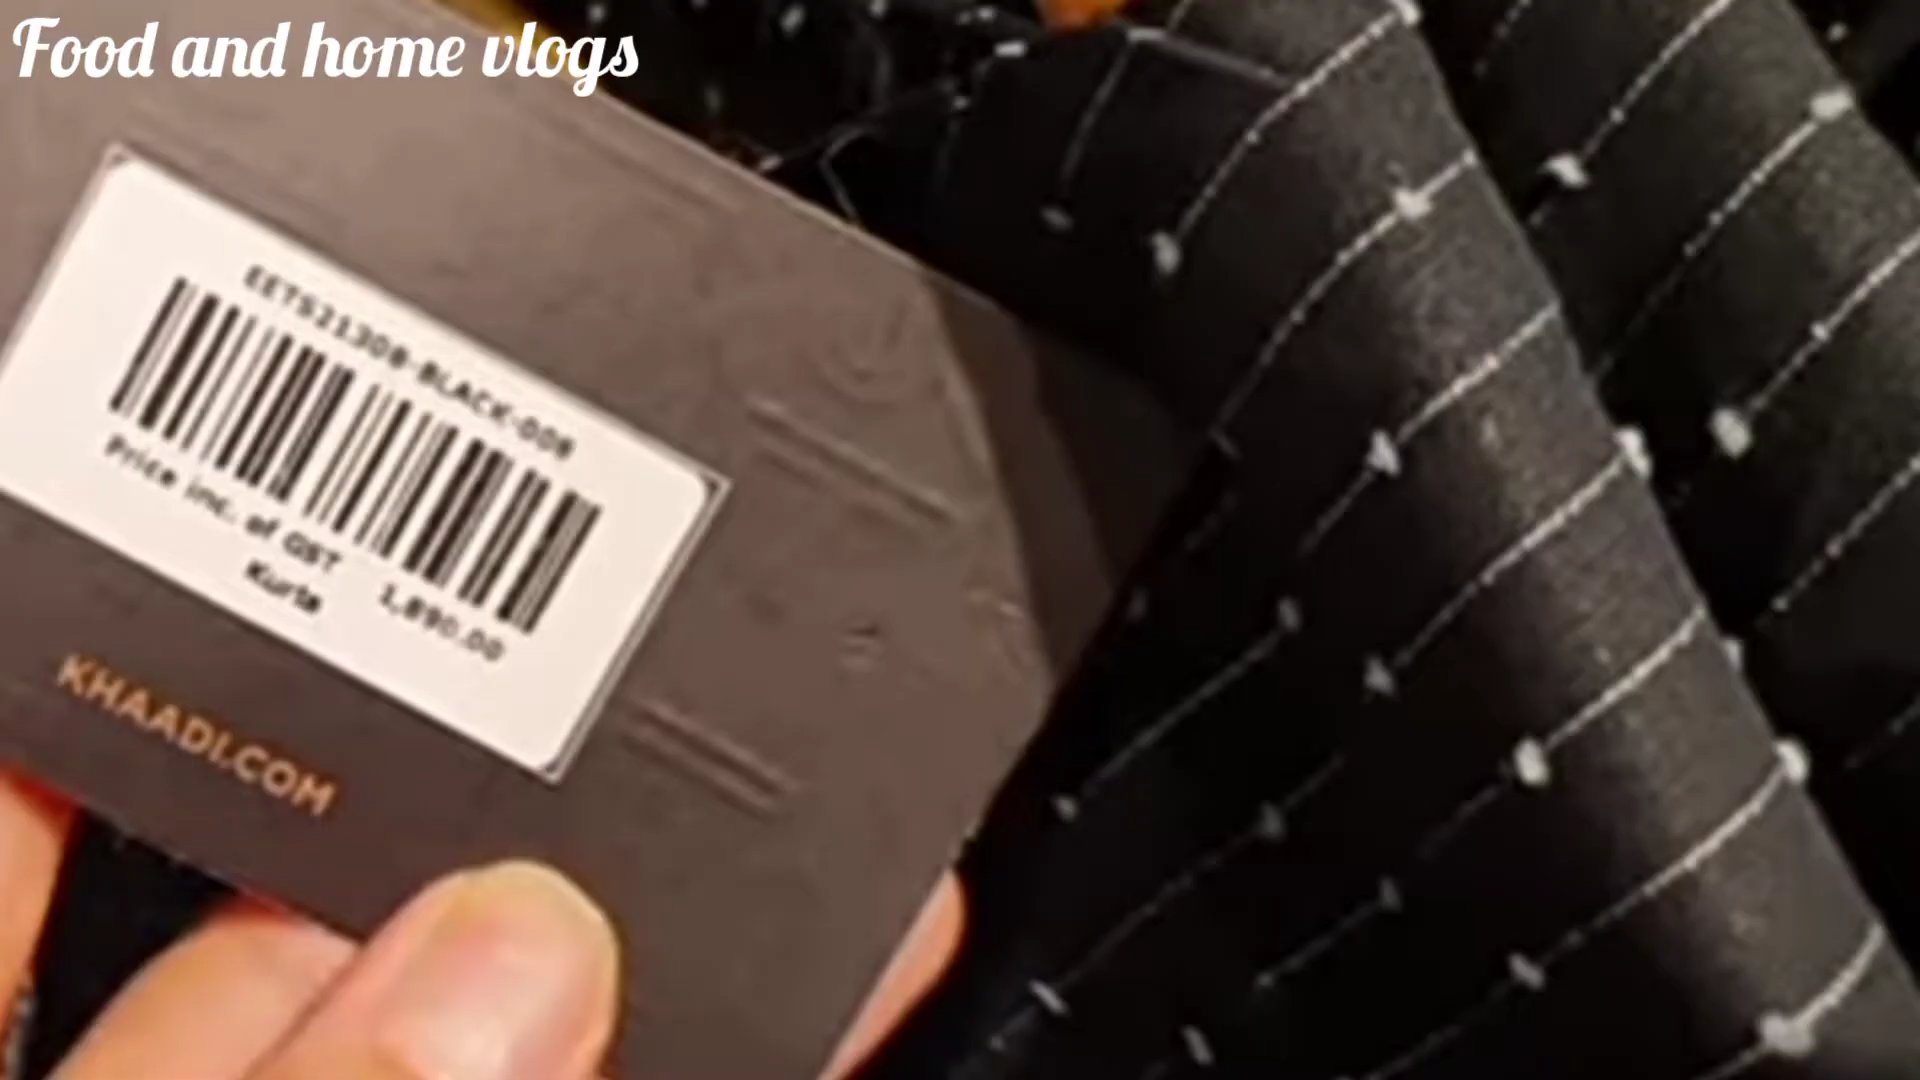 Food and home vlogs
EETS21308-BLACK-008
Price inc. of GST
1,890.00
Kurta
KHAADI.COM